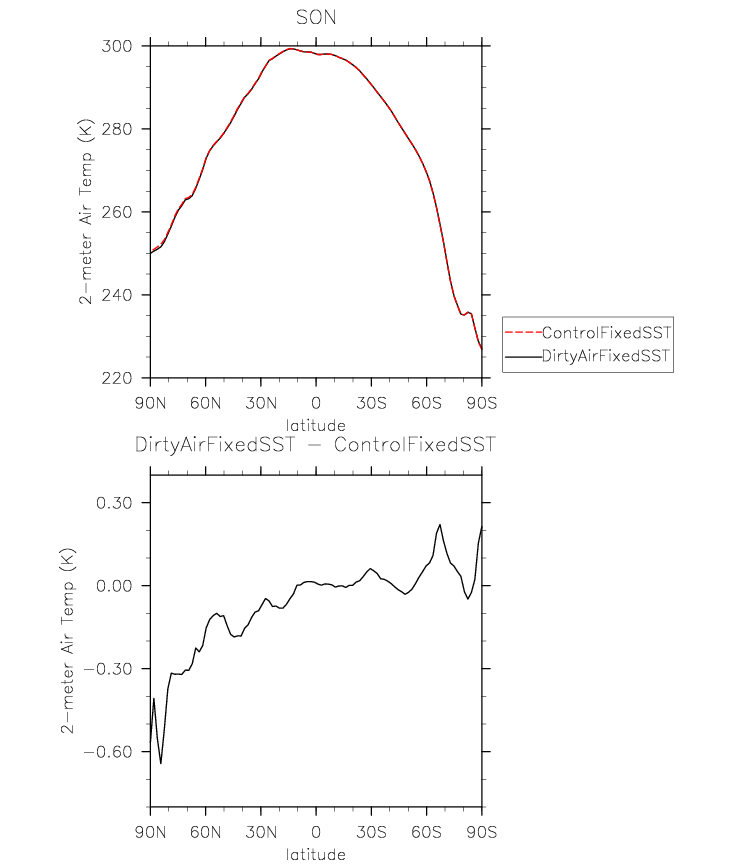 SON
300
280
260
240
220
2-meter Air Temp (K)
90N 60N 30N 0 30S 60S 90S
latitude
ControlFixedSST
DirtyAirFixedSST
DirtyAirFixedSST - ControlFixedSST
0.30
0.00
-0.30
-0.60
2-meter Air Temp (K)
90N 60N 30N 0 30S 60S 90S
latitude